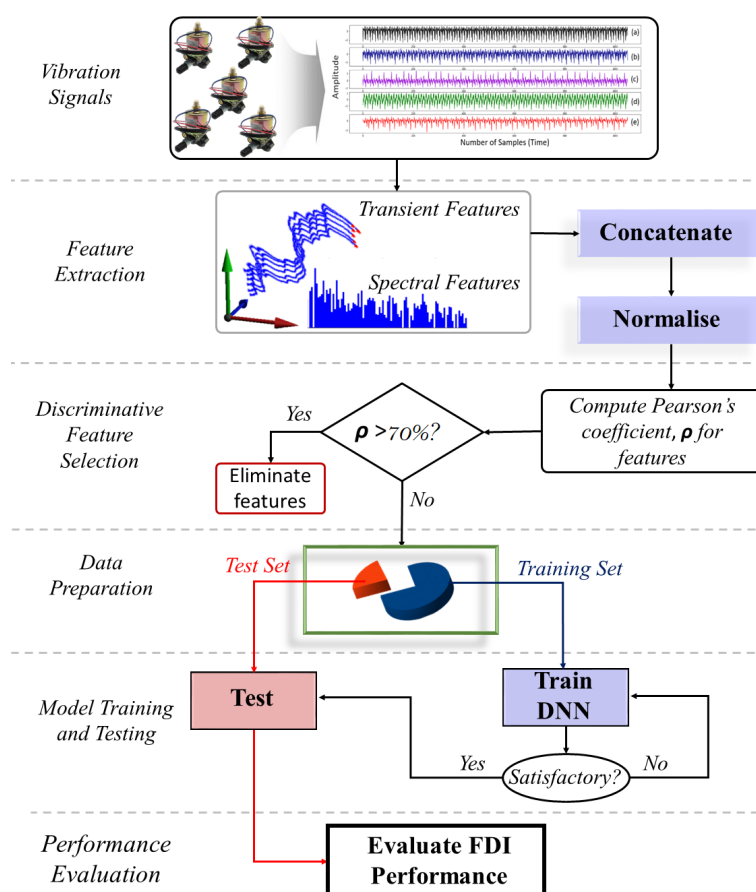 Vibration
Signals
Amplitude
(a)
(b)
(c)
(d)
(e)
Number of Samples (Time)
Feature
Extraction
Transient Features
Spectral Features
Concatenate
Normalise
Discriminative
Feature
Selection
Yes
ρ >70%?
Compute Pearson's
coefficient, ρ for
features
Eliminate
features
No
Data
Preparation
Test Set
Training Set
Model Training
and Testing
Test
Train
DNN
Yes
Satisfactory?
No
Performance
Evaluation
Evaluate FDI
Performance